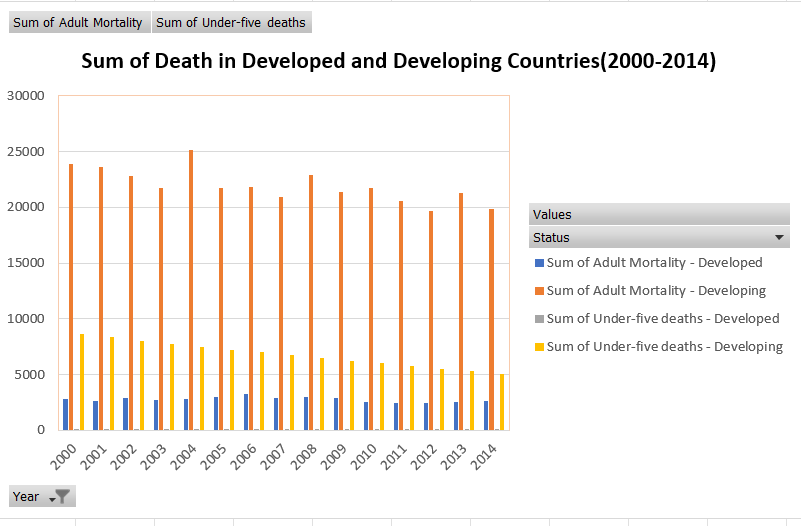 Sum of Adult Mortality Sum of Under-five deaths
Sum of Death in Developed and Developing Countries(2000-2014)
30000
25000
20000
15000
10000
5000
0
2000 2001 2002 2003 2004 2005 2006 2007 2008 2009 2010 2011 2012 2013 2014
Values
Status
Sum of Adult Mortality - Developed
Sum of Adult Mortality - Developing
Sum of Under-five deaths - Developed
Sum of Under-five deaths - Developing
Year